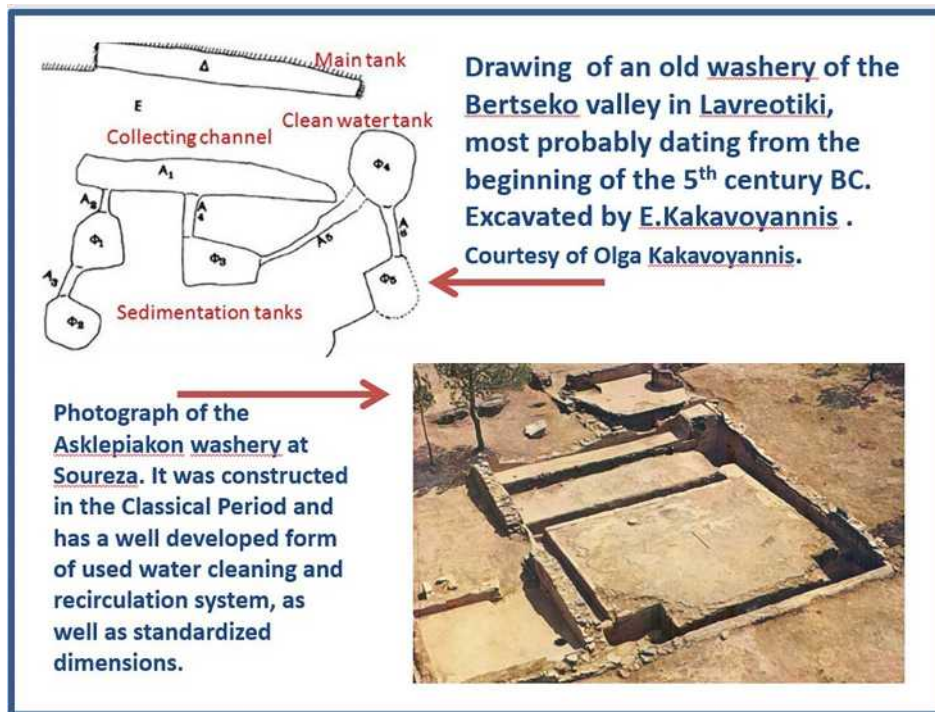 Main tank
Δ
E
Clean water tank
Collecting channel
A1
Φ4
A2
A4
A5
A6
Φ1
Φ3
Φ5
A3
Φ2
Sedimentation tanks
Drawing of an old washery of the
Bertseko valley in Lavreotiki,
most probably dating from the
beginning of the 5th century BC.
Excavated by E.Kakavoyannis .
Courtesy of Olga Kakavoyannis.
Photograph of the
Asklepiakon washery at
Soureza. It was constructed
in the Classical Period and
has a well developed form
of used water cleaning and
recirculation system, as
well as standardized
dimensions.